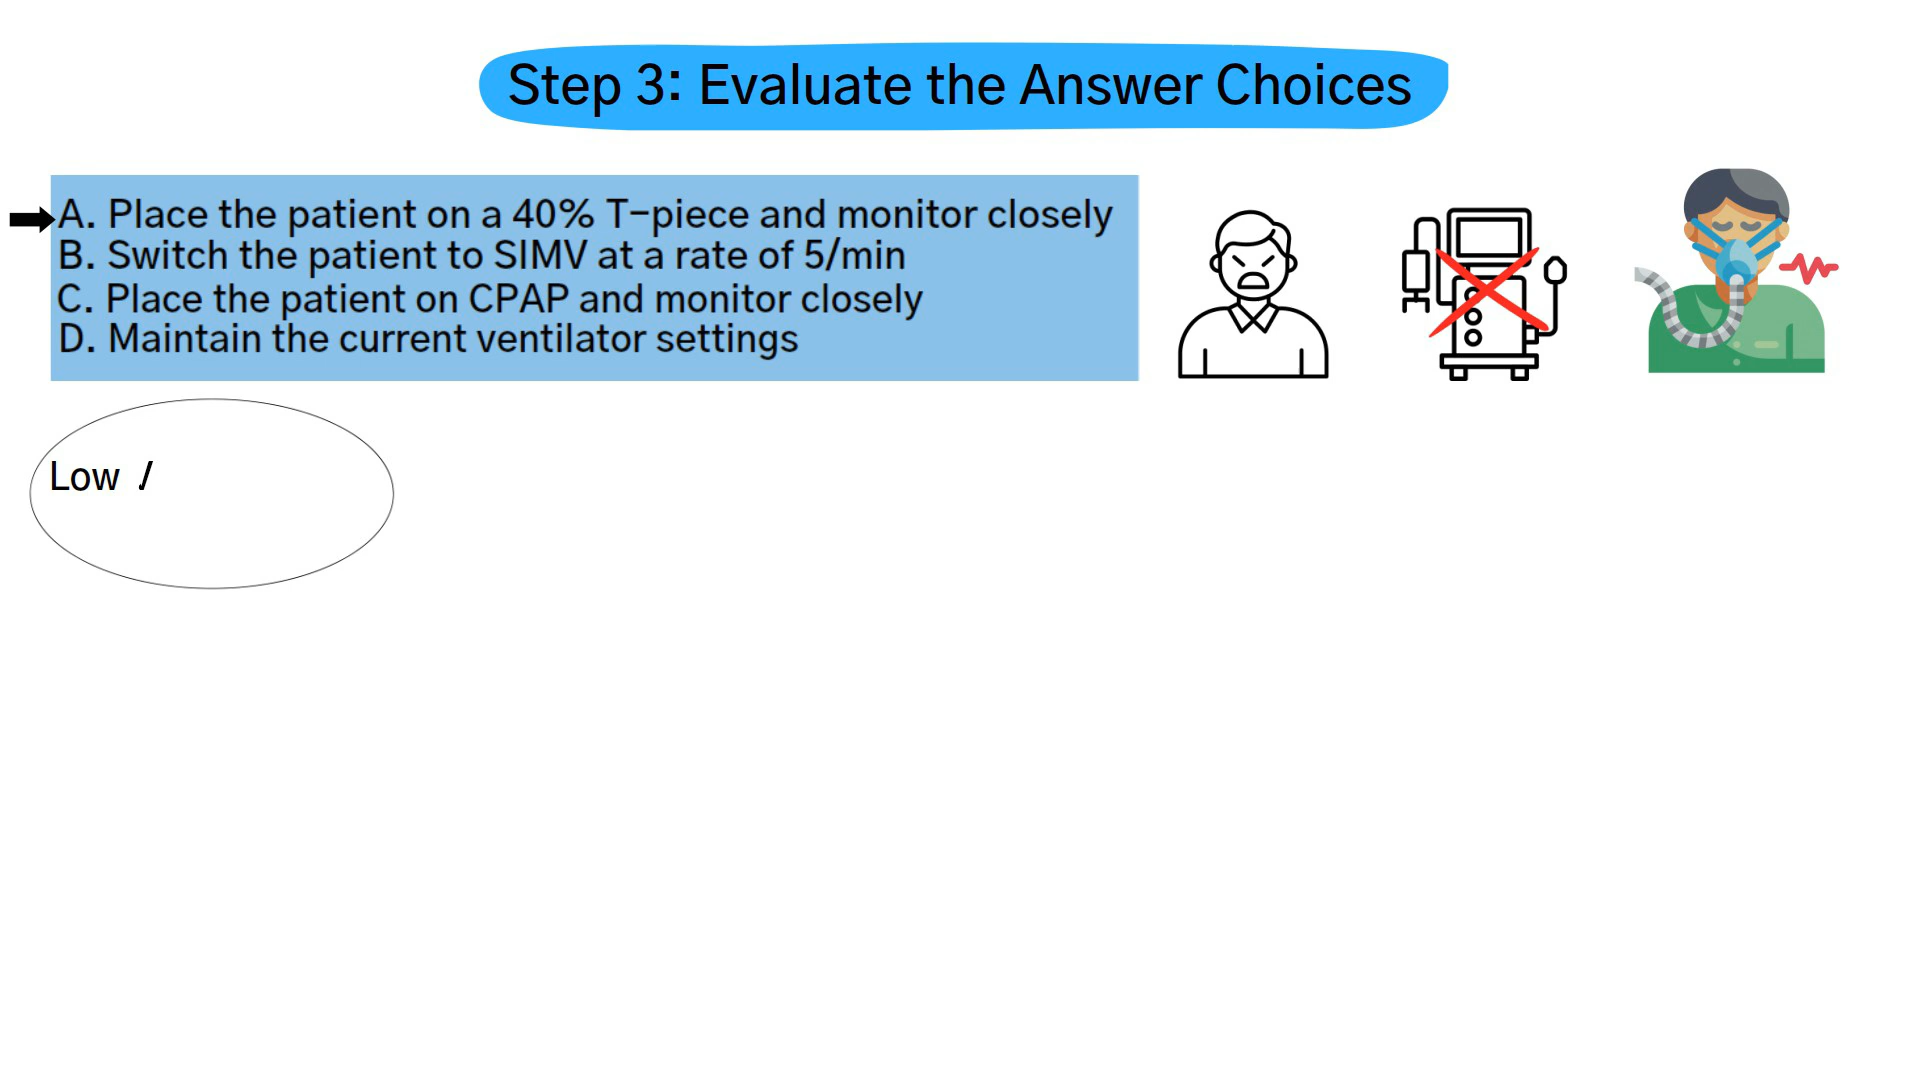 Step 3: Evaluate the Answer Choices
A. Place the patient on a 40% T-piece and monitor closely
B. Switch the patient to SIMV at a rate of 5/min
C. Place the patient on CPAP and monitor closely
D. Maintain the current ventilator settings
Low